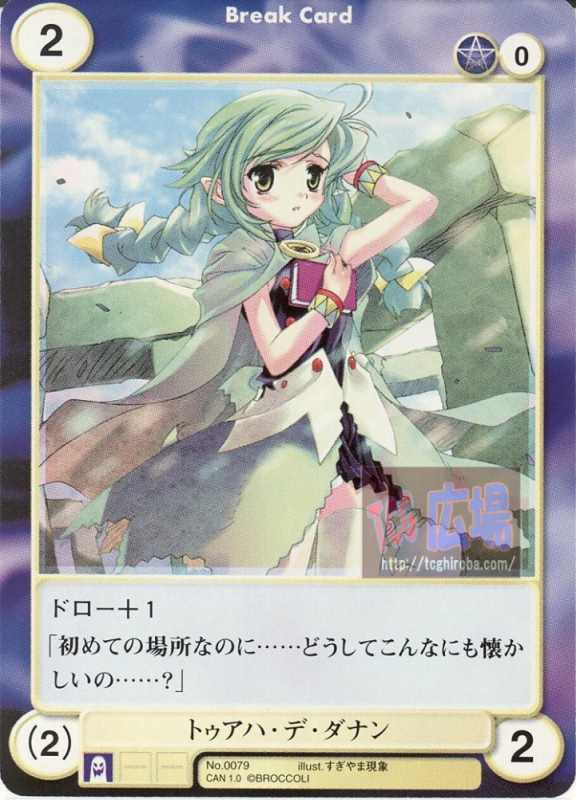 Break Card
2
0
TCG広場
http://tcghiroba.com/
ドロー＋1
「初めての場所なのに……どうしてこんなにも懐か
しいの……？」
トゥアハ・デ・ダナン
(2)
2
No.0079 illust.すぎやま現象
CAN 1.0 ©BROCCOLI